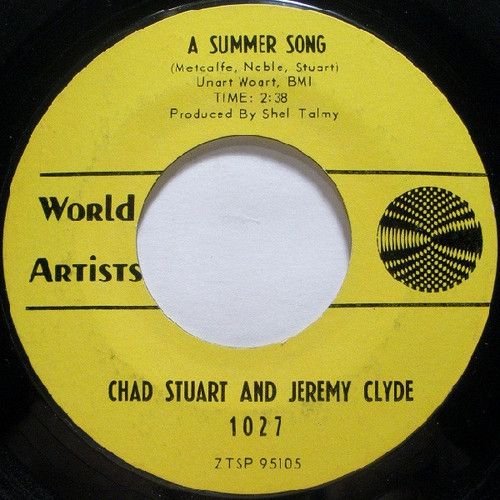 A SUMMER SONG
(Metcalfe, Noble, Stuart)
Unart Woart, BMI
TIME: 2:38
Produced By Shel Talmy
World
Artists
CHAD STUART AND JEREMY CLYDE
1027
ZTSP 95105